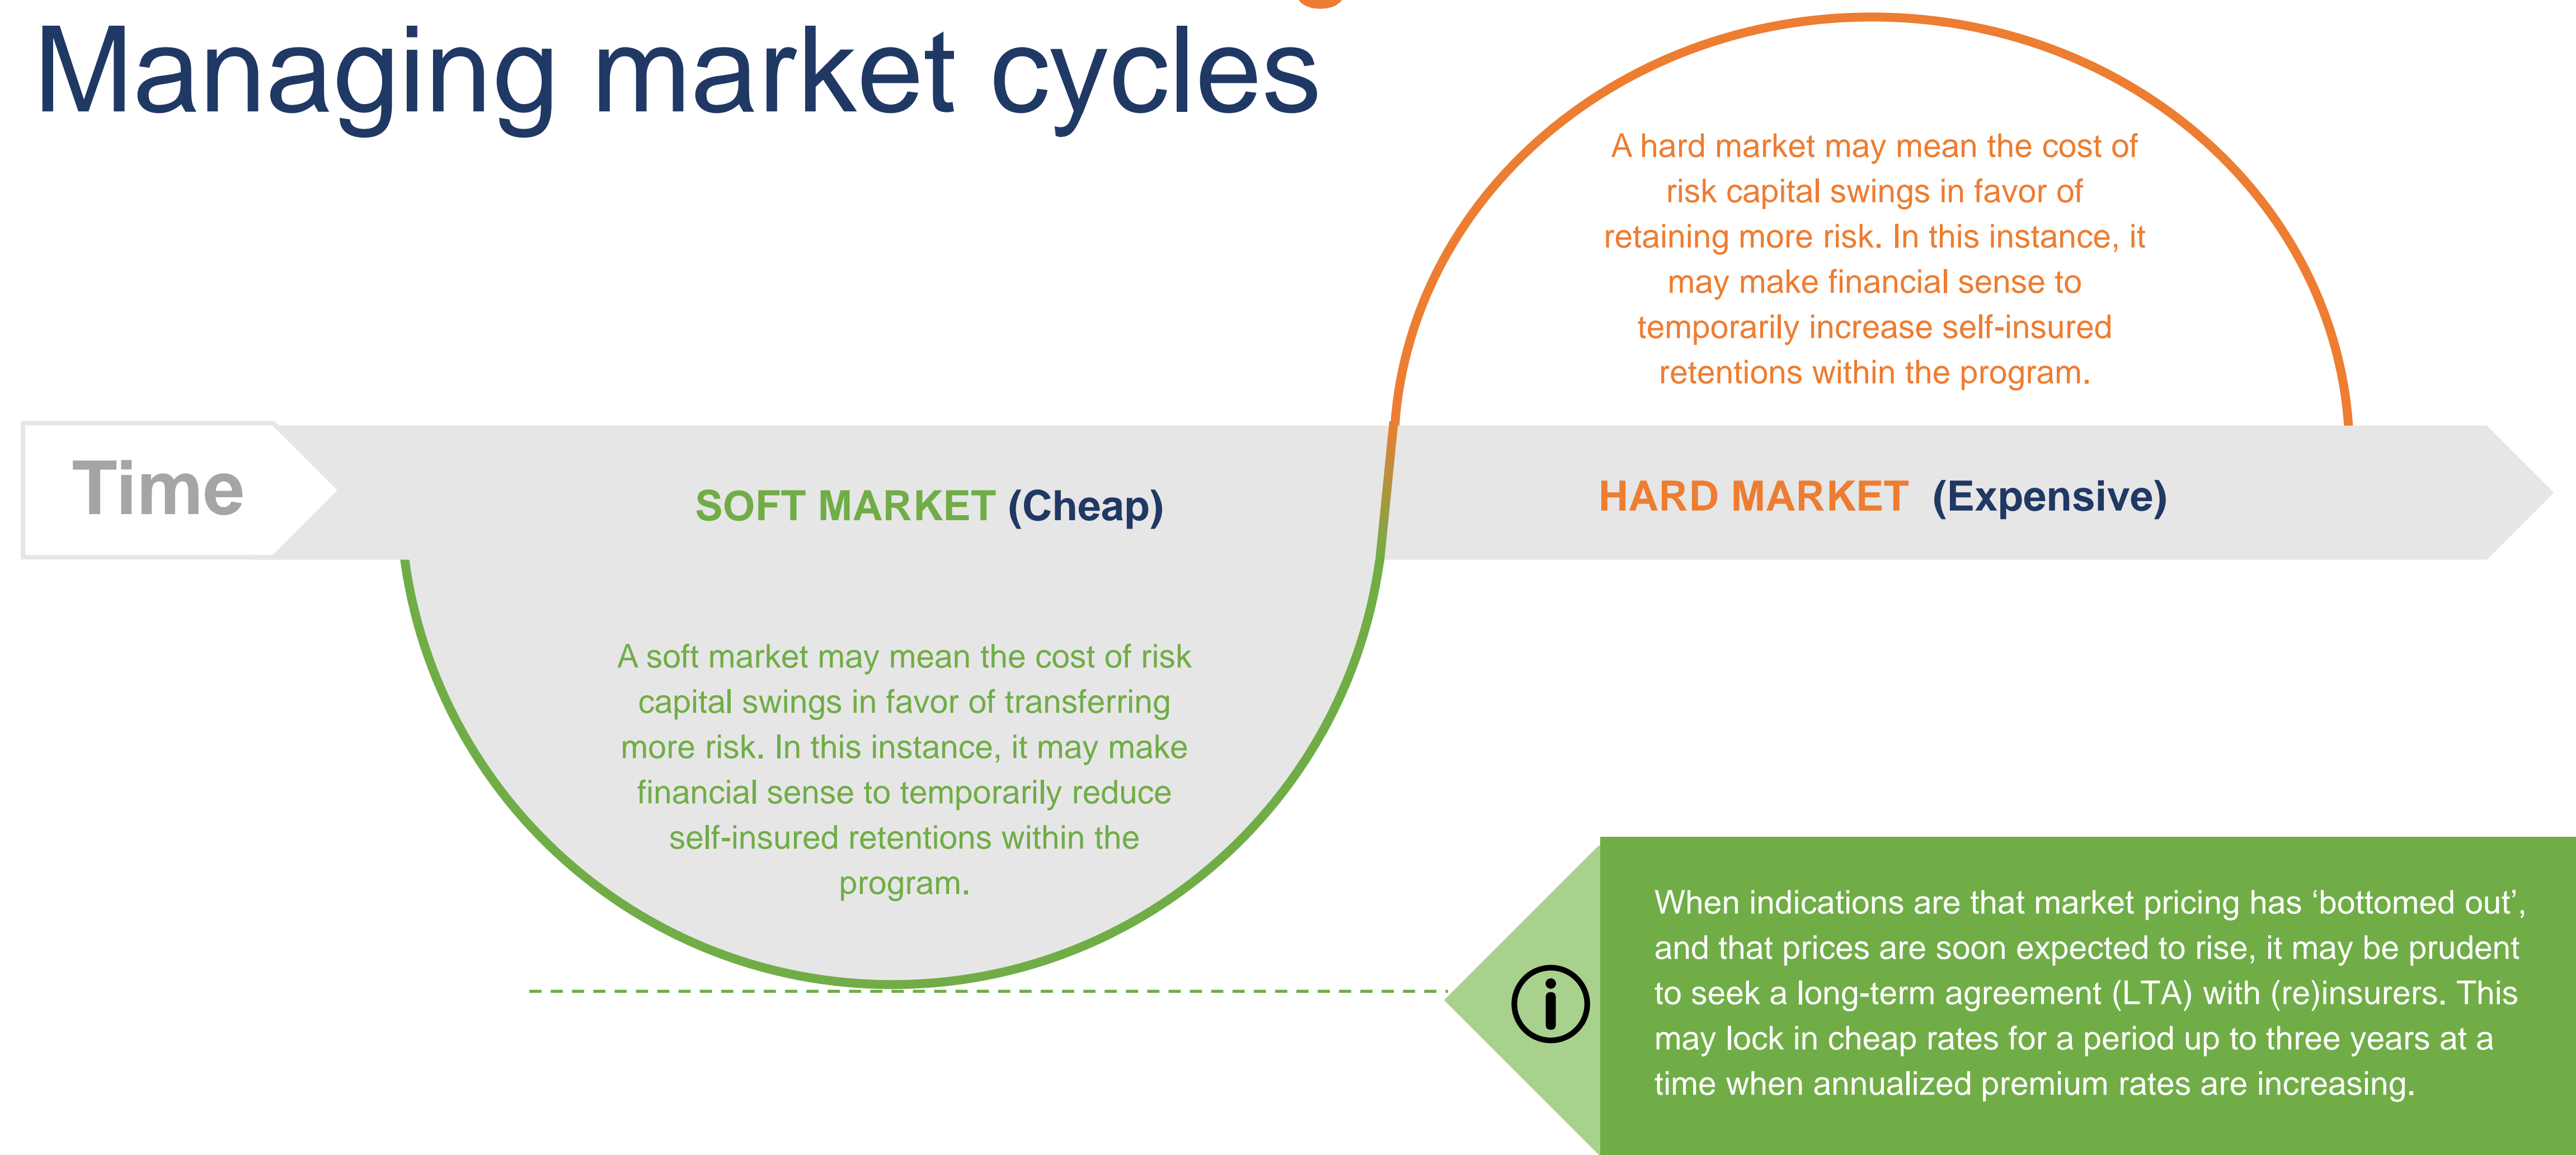 Managing market cycles
A hard market may mean the cost of
risk capital swings in favor of
retaining more risk. In this instance, it
may make financial sense to
temporarily increase self-insured
retentions within the program.
Time
SOFT MARKET (Cheap)
HARD MARKET (Expensive)
A soft market may mean the cost of risk
capital swings in favor of transferring
more risk. In this instance, it may make
financial sense to temporarily reduce
self-insured retentions within the
program.
When indications are that market pricing has ‘bottomed out’,
and that prices are soon expected to rise, it may be prudent
to seek a long-term agreement (LTA) with (re)insurers. This
may lock in cheap rates for a period up to three years at a
time when annualized premium rates are increasing.